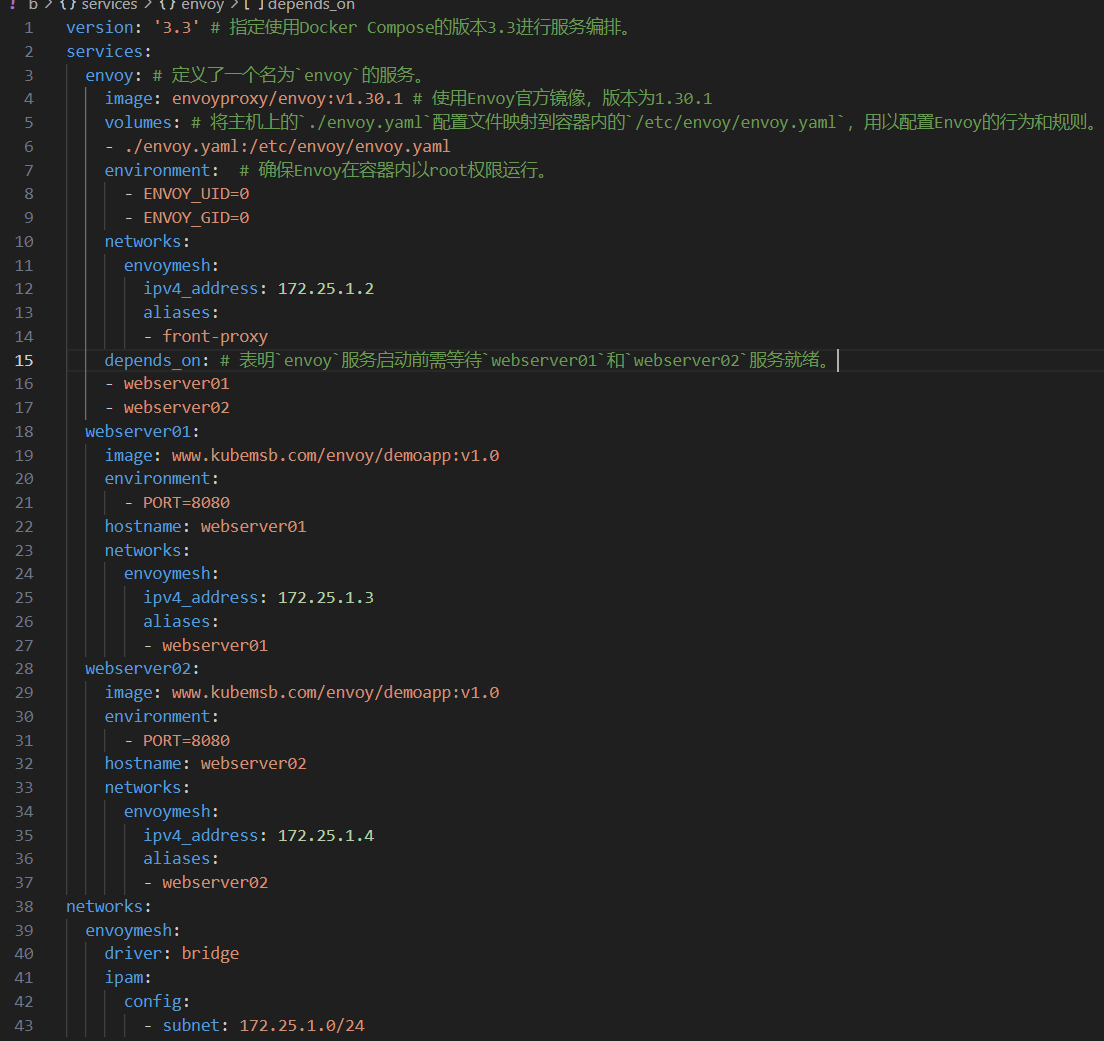 ! b > {} services > {} envoy > [ ] depends_on
1 version: '3.3' # 指定使用Docker Compose的版本3.3进行服务编排。
2 services:
3   envoy: # 定义了一个名为`envoy`的服务。
4     image: envoyproxy/envoy:v1.30.1 # 使用Envoy官方镜像，版本为1.30.1
5     volumes: # 将主机上的`./envoy.yaml`配置文件映射到容器内的`/etc/envoy/envoy.yaml`，用以配置Envoy的行为和规则。
6     - ./envoy.yaml:/etc/envoy/envoy.yaml
7     environment:  # 确保Envoy在容器内以root权限运行。
8       - ENVOY_UID=0
9       - ENVOY_GID=0
10     networks:
11       envoymesh:
12         ipv4_address: 172.25.1.2
13         aliases:
14         - front-proxy
15     depends_on: # 表明`envoy`服务启动前需等待`webserver01`和`webserver02`服务就绪。
16     - webserver01
17     - webserver02
18   webserver01:
19     image: www.kubemsb.com/envoy/demoapp:v1.0
20     environment:
21       - PORT=8080
22     hostname: webserver01
23     networks:
24       envoymesh:
25         ipv4_address: 172.25.1.3
26         aliases:
27         - webserver01
28   webserver02:
29     image: www.kubemsb.com/envoy/demoapp:v1.0
30     environment:
31       - PORT=8080
32     hostname: webserver02
33     networks:
34       envoymesh:
35         ipv4_address: 172.25.1.4
36         aliases:
37         - webserver02
38 networks:
39   envoymesh:
40     driver: bridge
41     ipam:
42       config:
43         - subnet: 172.25.1.0/24